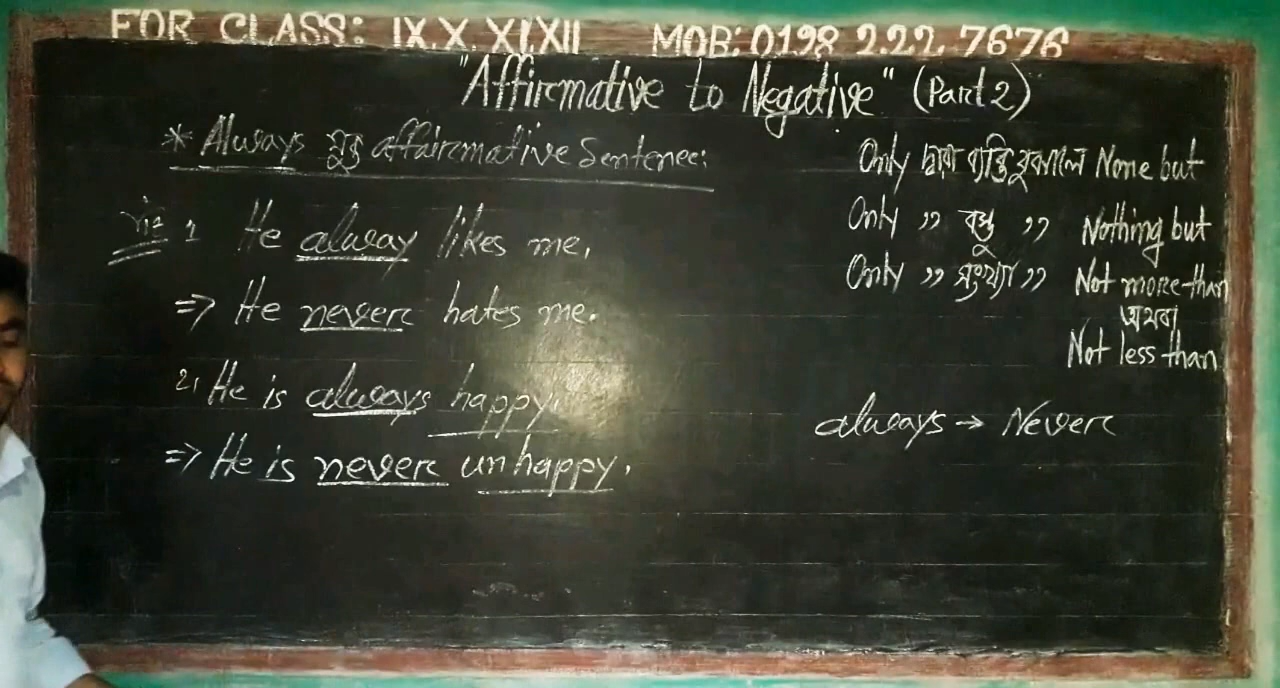 FOR CLASS: IX, X, XI, XII MOB: 0198 222 7676
"Affirmative to Negative" (Part 2)
* Always যুক্ত affairmative Sentence:
1 He alway likes me,
⇒ He never hates me.
2, He is always happy.
⇒ He is never unhappy.
Only দ্বারা ব্যক্তি বুঝালে None but
Only ,, বস্তু ,, Nothing but
Only ,, সংখ্যা ,, Not more than
অথবা
Not less than
always → Never